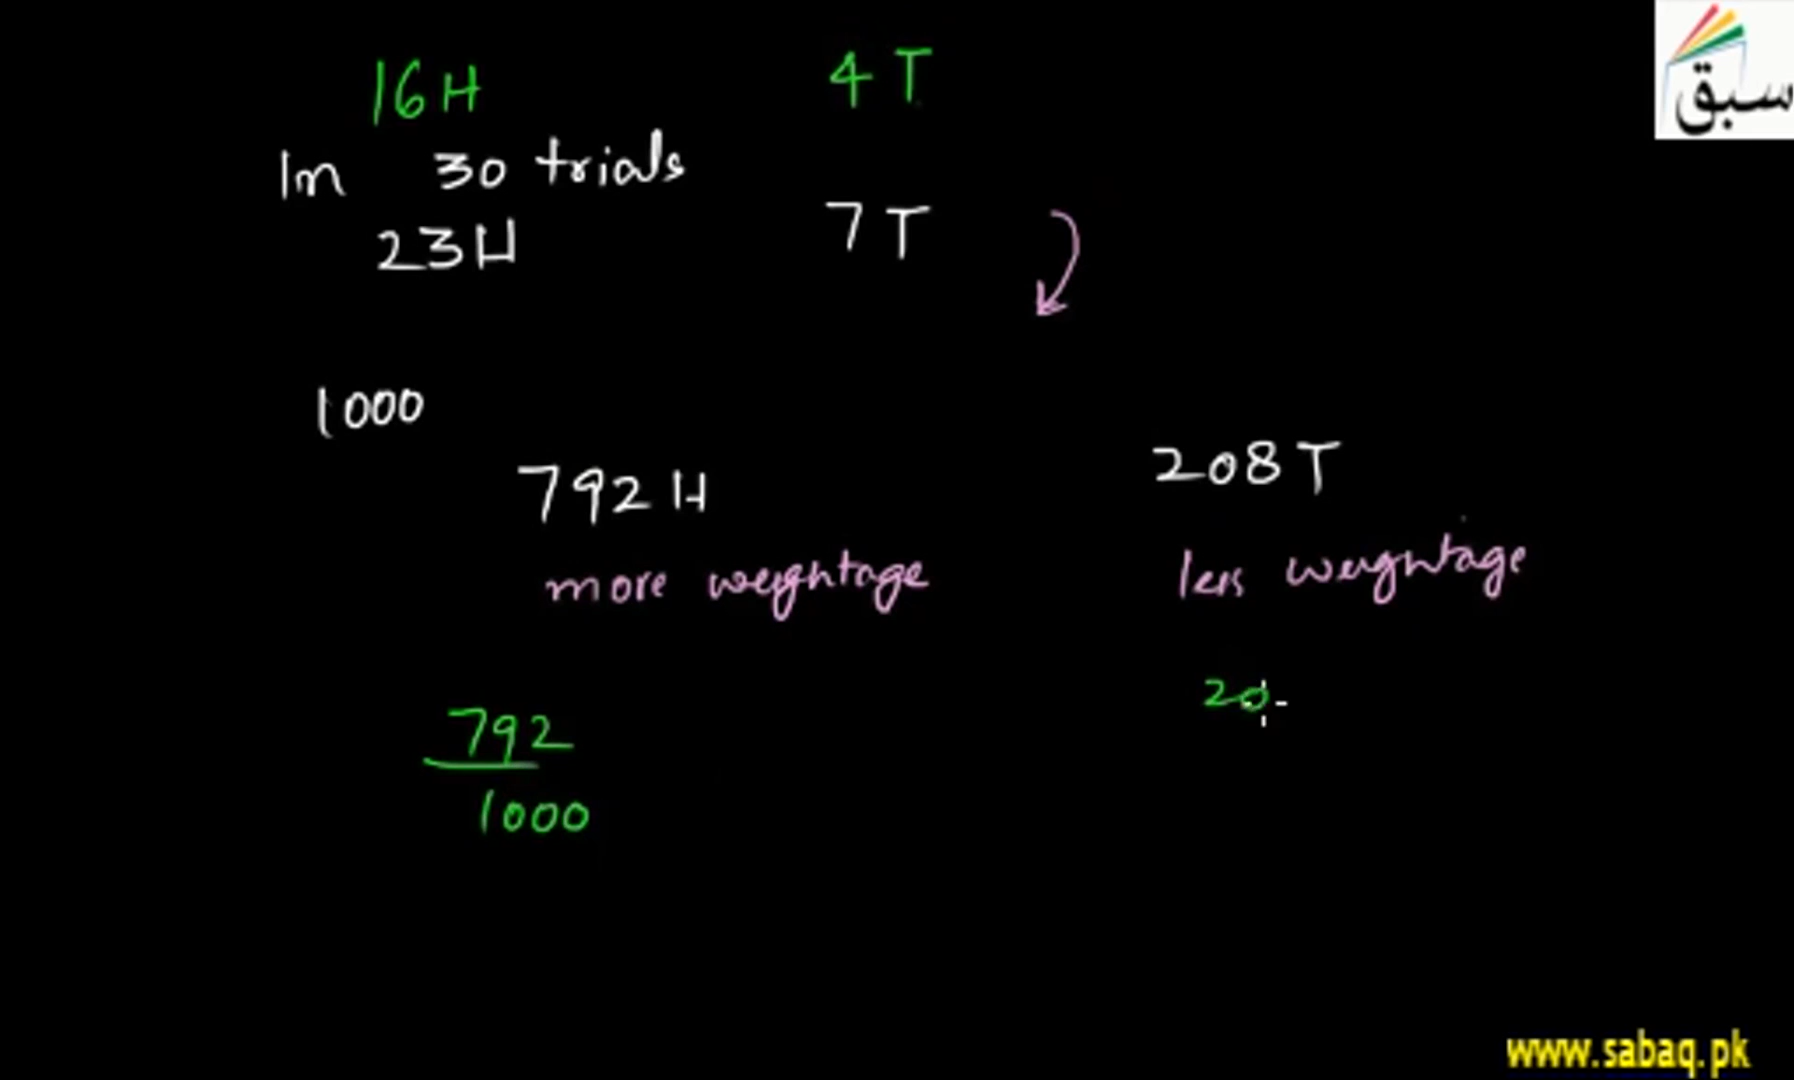 16H 4T
سبق
In 30 trials
23H 7T
1000
792H 208T
more weightage less weightage
792 20
1000
www.sabaq.pk